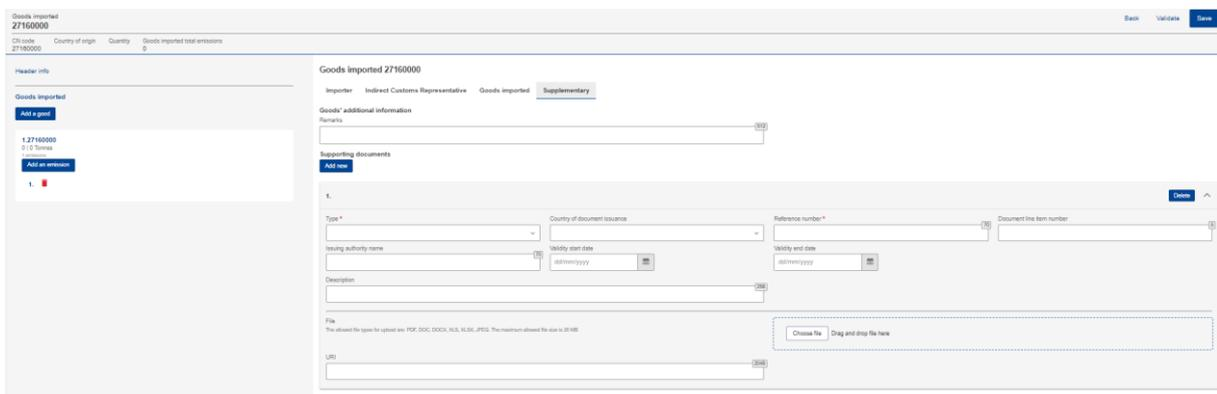 Goods imported
27160000
Back Validate Save
CN code Country of origin Quantity Goods imported total emissions
27160000 0
Header info
Goods imported
Add a good
1.27160000
0 | 0 Tonnes
1 emissions
Add an emission
1.
Goods imported 27160000
Importer Indirect Customs Representative Goods imported Supplementary
Goods' additional information
Remarks
512
Supporting documents
Add new
1. Delete
Type * Country of document issuance Reference number * Document line item number
70
Issuing authority name Validity start date Validity end date
70
dd/mm/yyyy dd/mm/yyyy
Description
256
File
The allowed file types for upload are: PDF, DOC, DOCX, XLS, XLSX, JPEG. The maximum allowed file size is 20 MB
Choose file Drag and drop file here
URI
2048